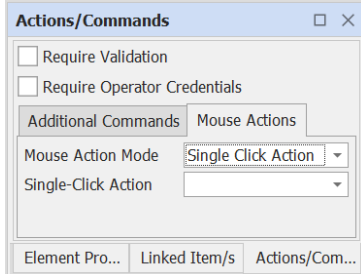 Actions/Commands
Require Validation
Require Operator Credentials
Additional Commands Mouse Actions
Mouse Action Mode Single Click Action
Single-Click Action
Element Pro... Linked Item/s Actions/Com...